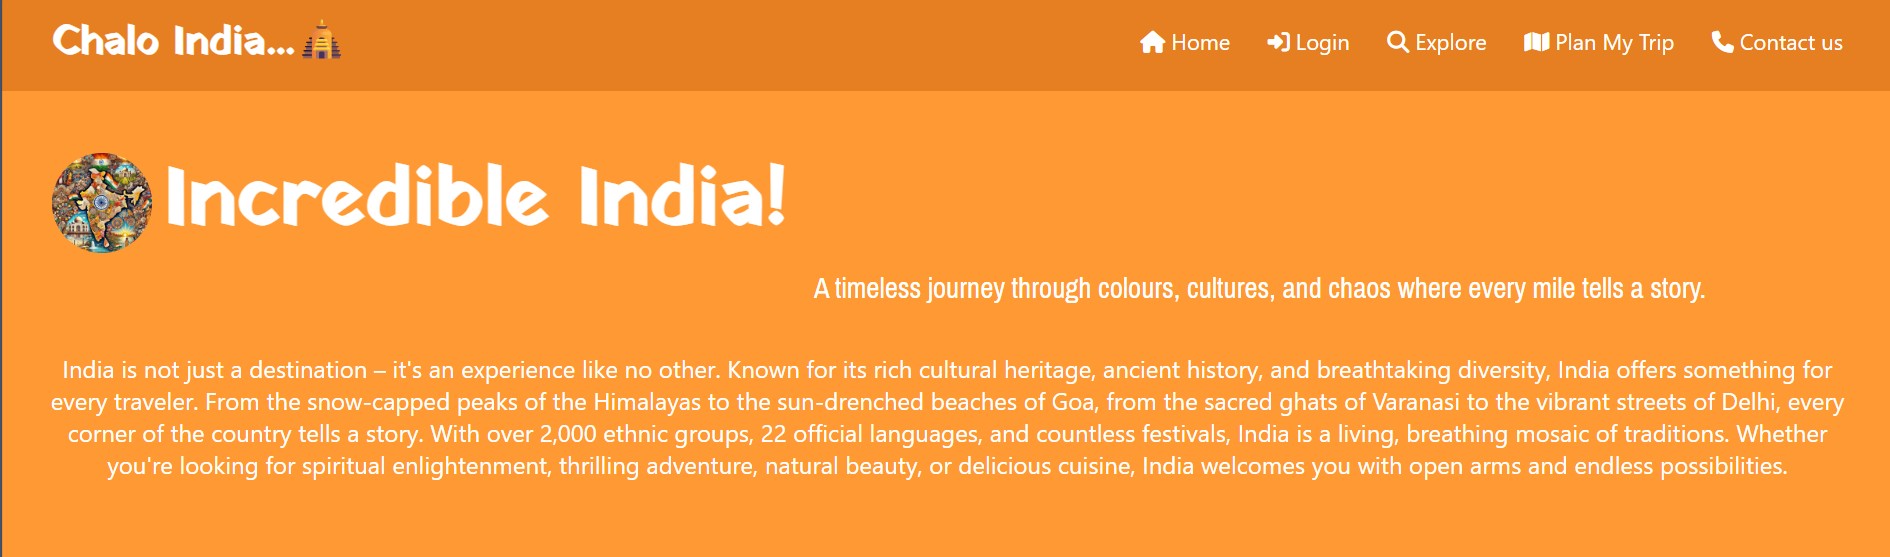 Chalo India...
Home
Login
Explore
Plan My Trip
Contact us
Incredible India!
A timeless journey through colours, cultures, and chaos where every mile tells a story.
India is not just a destination – it's an experience like no other. Known for its rich cultural heritage, ancient history, and breathtaking diversity, India offers something for
every traveler. From the snow-capped peaks of the Himalayas to the sun-drenched beaches of Goa, from the sacred ghats of Varanasi to the vibrant streets of Delhi, every
corner of the country tells a story. With over 2,000 ethnic groups, 22 official languages, and countless festivals, India is a living, breathing mosaic of traditions. Whether
you're looking for spiritual enlightenment, thrilling adventure, natural beauty, or delicious cuisine, India welcomes you with open arms and endless possibilities.